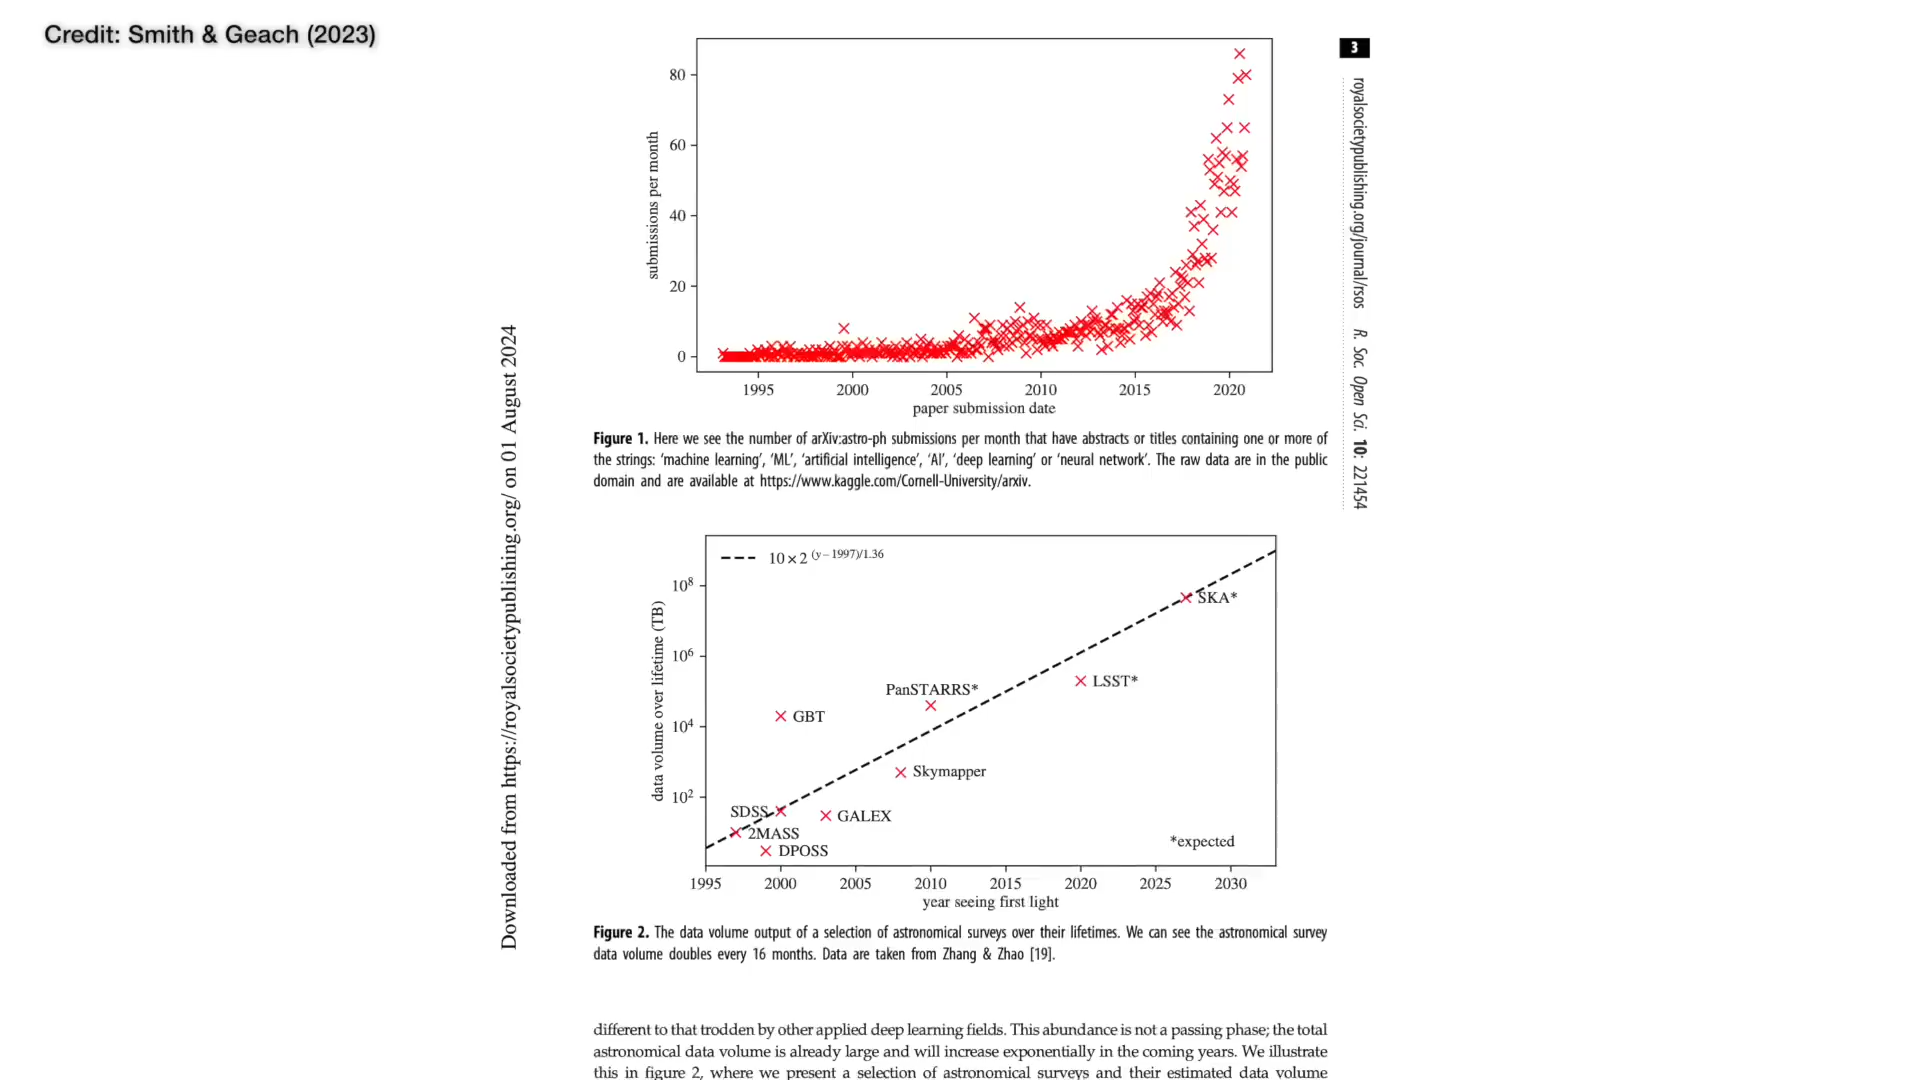 Credit: Smith & Geach (2023)
3
royalsocietypublishing.org/journal/rsos R. Soc. Open Sci. 10: 221454
Downloaded from https://royalsocietypublishing.org/ on 01 August 2024
80
60
40
20
0
submissions per month
1995 2000 2005 2010 2015 2020
paper submission date
Figure 1. Here we see the number of arXiv:astro-ph submissions per month that have abstracts or titles containing one or more of
the strings: ‘machine learning’, ‘ML’, ‘artificial intelligence’, ‘AI’, ‘deep learning’ or ‘neural network’. The raw data are in the public
domain and are available at https://www.kaggle.com/Cornell-University/arxiv.
10 × 2 (y−1997)/1.36
10⁸
10⁶
10⁴
10²
data volume over lifetime (TB)
SKA*
LSST*
PanSTARRS*
GBT
Skymapper
SDSS
GALEX
2MASS
DPOSS
*expected
1995 2000 2005 2010 2015 2020 2025 2030
year seeing first light
Figure 2. The data volume output of a selection of astronomical surveys over their lifetimes. We can see the astronomical survey
data volume doubles every 16 months. Data are taken from Zhang & Zhao [19].
different to that trodden by other applied deep learning fields. This abundance is not a passing phase; the total
astronomical data volume is already large and will increase exponentially in the coming years. We illustrate
this in figure 2, where we present a selection of astronomical surveys and their estimated data volume